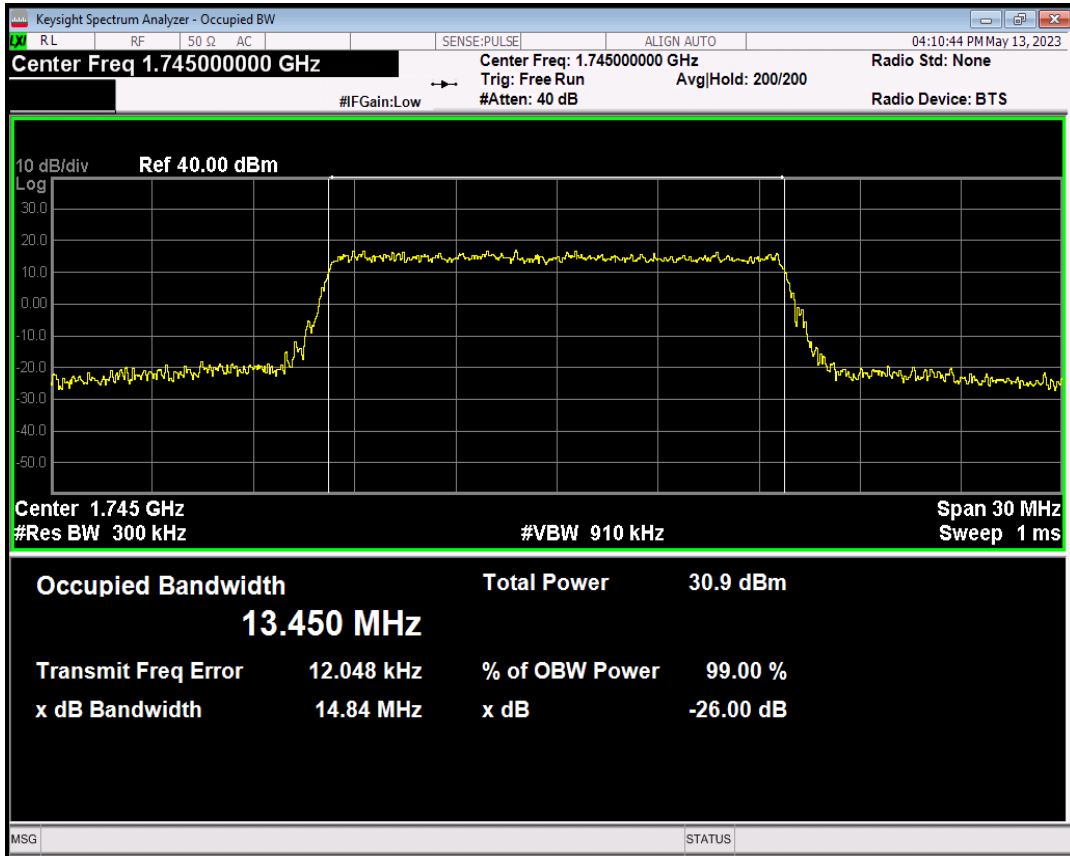 Keysight Spectrum Analyzer - Occupied BW
LXI RL RF 50 Ω AC SENSE:PULSE ALIGN AUTO 04:10:44 PM May 13, 2023
Center Freq 1.745000000 GHz Center Freq: 1.745000000 GHz Radio Std: None
Trig: Free Run Avg|Hold: 200/200
#IFGain:Low #Atten: 40 dB Radio Device: BTS
10 dB/div Ref 40.00 dBm
Log
30.0
20.0
10.0
0.00
-10.0
-20.0
-30.0
-40.0
-50.0
Center 1.745 GHz Span 30 MHz
#Res BW 300 kHz #VBW 910 kHz Sweep 1 ms
Occupied Bandwidth Total Power 30.9 dBm
13.450 MHz
Transmit Freq Error 12.048 kHz % of OBW Power 99.00 %
x dB Bandwidth 14.84 MHz x dB -26.00 dB
MSG STATUS